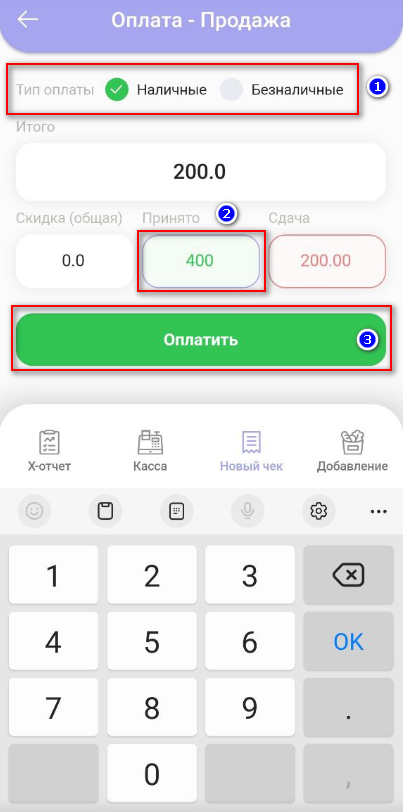 Оплата - Продажа
Тип оплаты Наличные Безналичные 1
Итого
200.0
Скидка (общая) Принято 2 Сдача
0.0 400 200.00
Оплатить 3
X-отчет Касса Новый чек Добавление
1 2 3
4 5 6 OK
7 8 9 .
0 ,